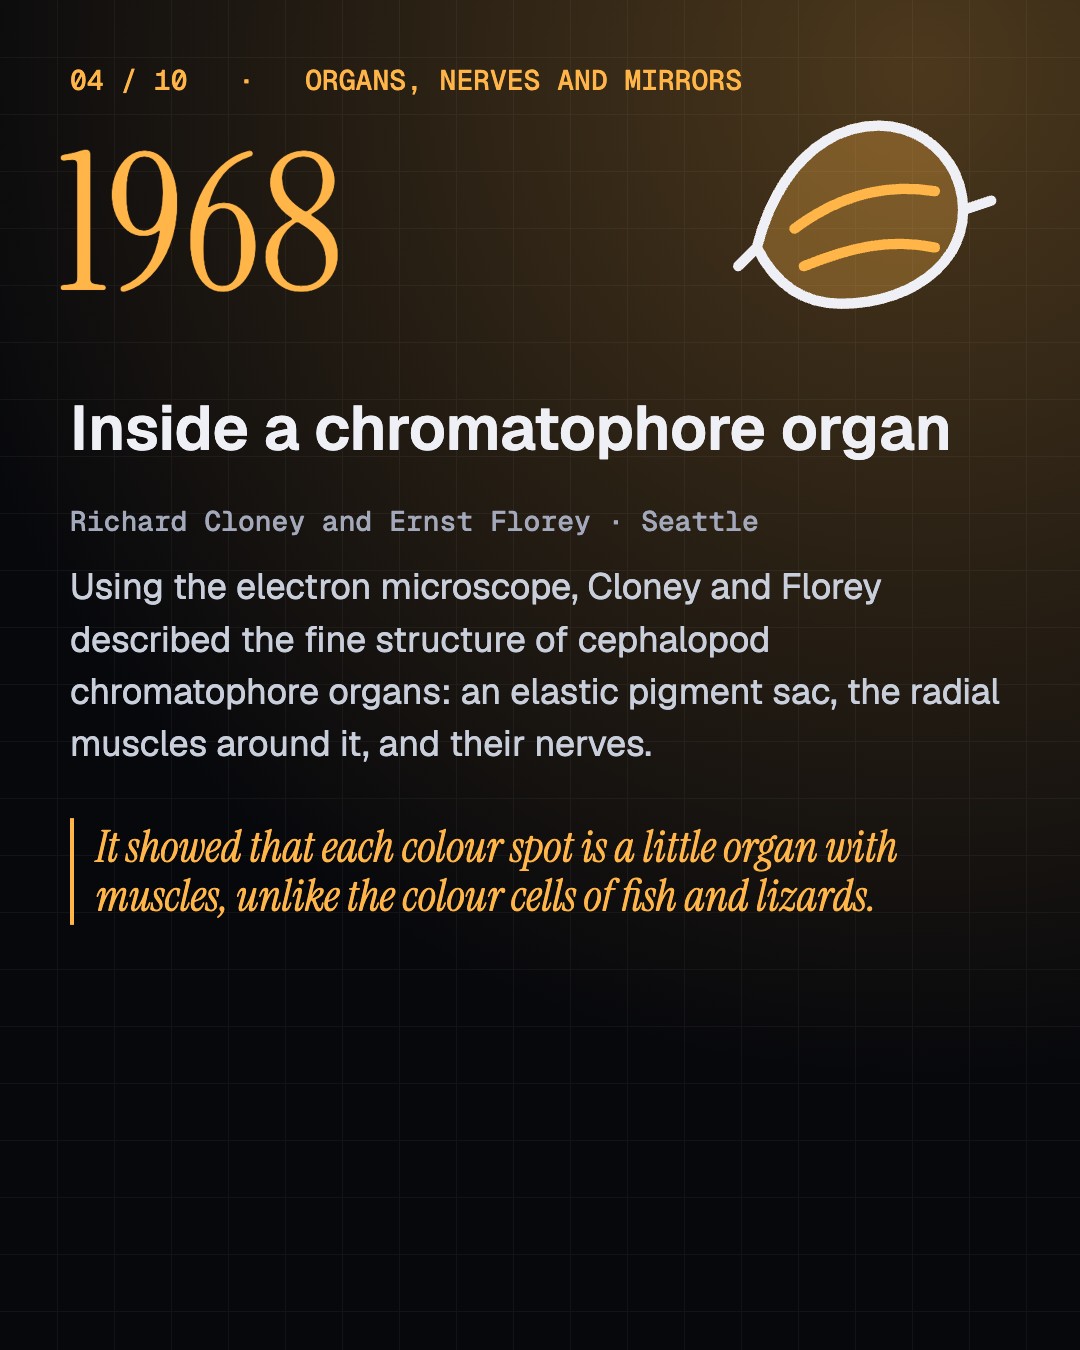 04 / 10 · ORGANS, NERVES AND MIRRORS
1968
Inside a chromatophore organ
Richard Cloney and Ernst Florey · Seattle
Using the electron microscope, Cloney and Florey
described the fine structure of cephalopod
chromatophore organs: an elastic pigment sac, the radial
muscles around it, and their nerves.
It showed that each colour spot is a little organ with
muscles, unlike the colour cells of fish and lizards.